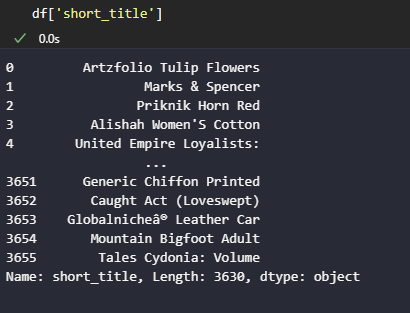 df['short_title']
0.0s
0 Artzfolio Tulip Flowers
1 Marks & Spencer
2 Priknik Horn Red
3 Alishah Women'S Cotton
4 United Empire Loyalists:
...
3651 Generic Chiffon Printed
3652 Caught Act (Loveswept)
3653 Globalnicheâ® Leather Car
3654 Mountain Bigfoot Adult
3655 Tales Cydonia: Volume
Name: short_title, Length: 3630, dtype: object